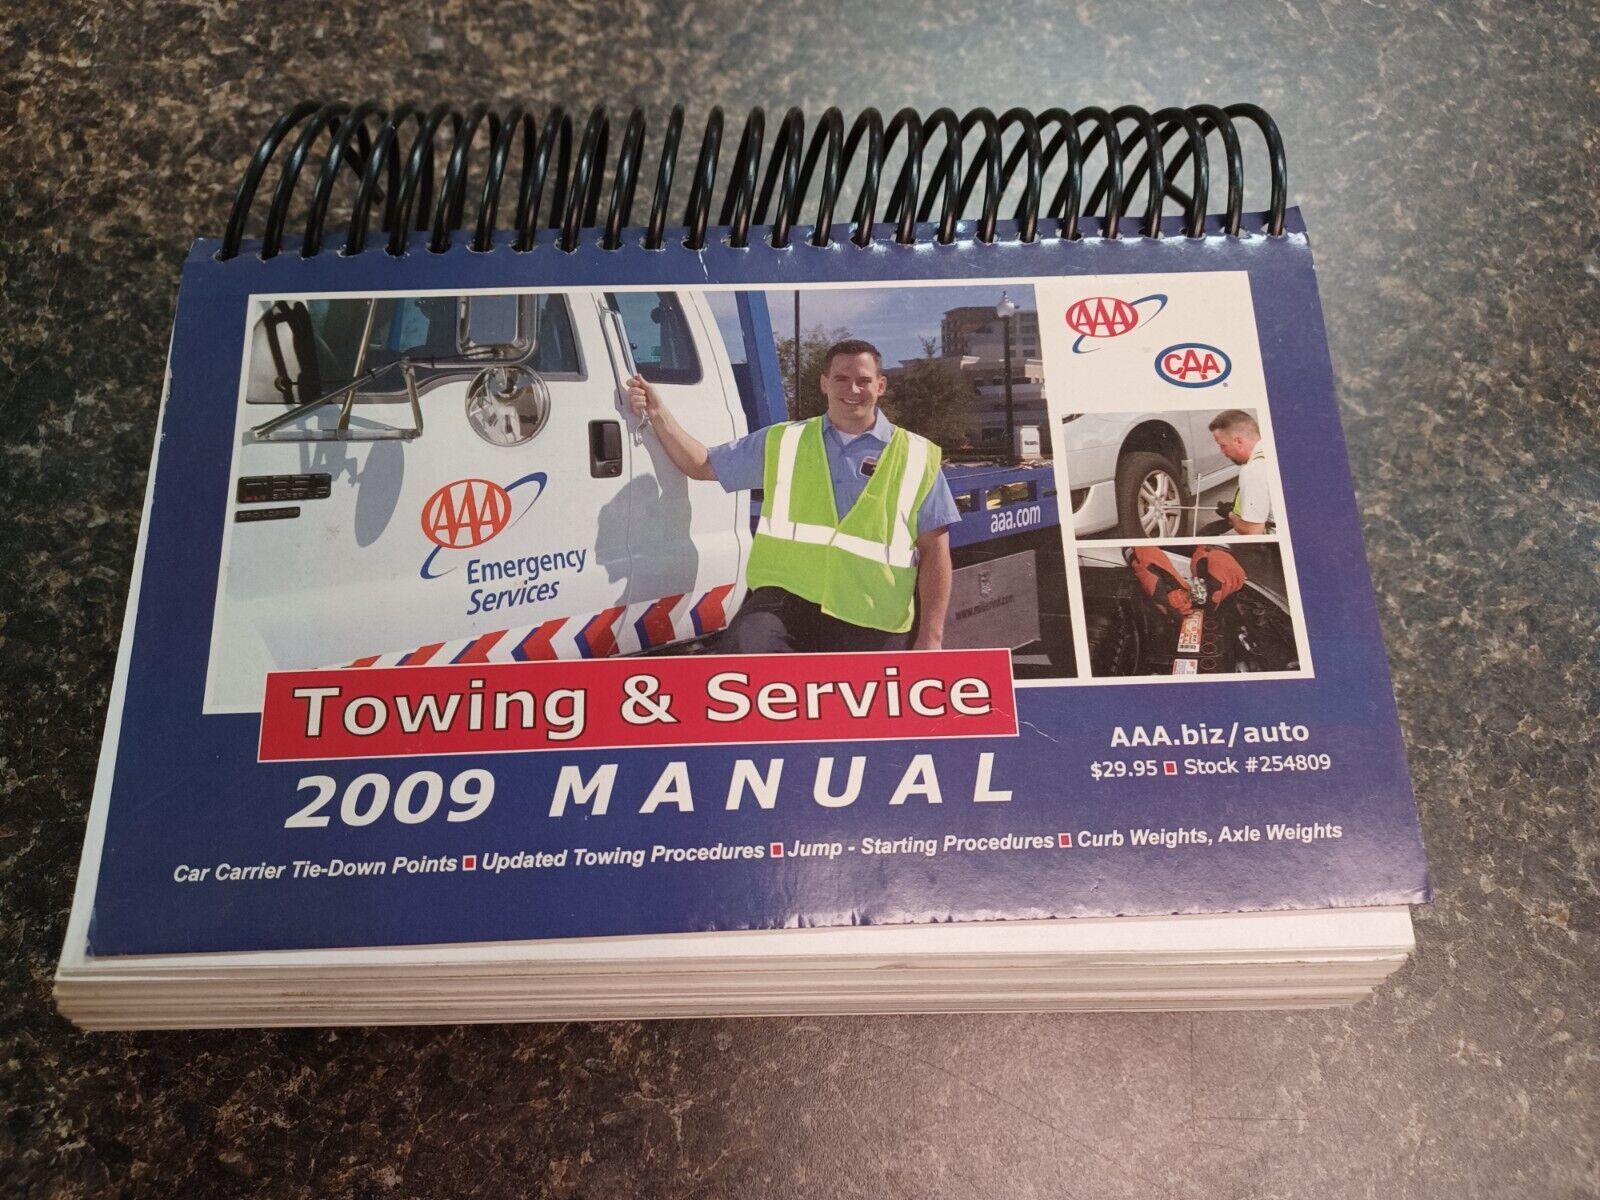 AAA
CAA
®
AAA
Emergency
Services
aaa.com
Towing & Service
2009 MANUAL
AAA.biz/auto
$29.95 ■ Stock #254809
Car Carrier Tie-Down Points ■ Updated Towing Procedures ■ Jump - Starting Procedures ■ Curb Weights, Axle Weights